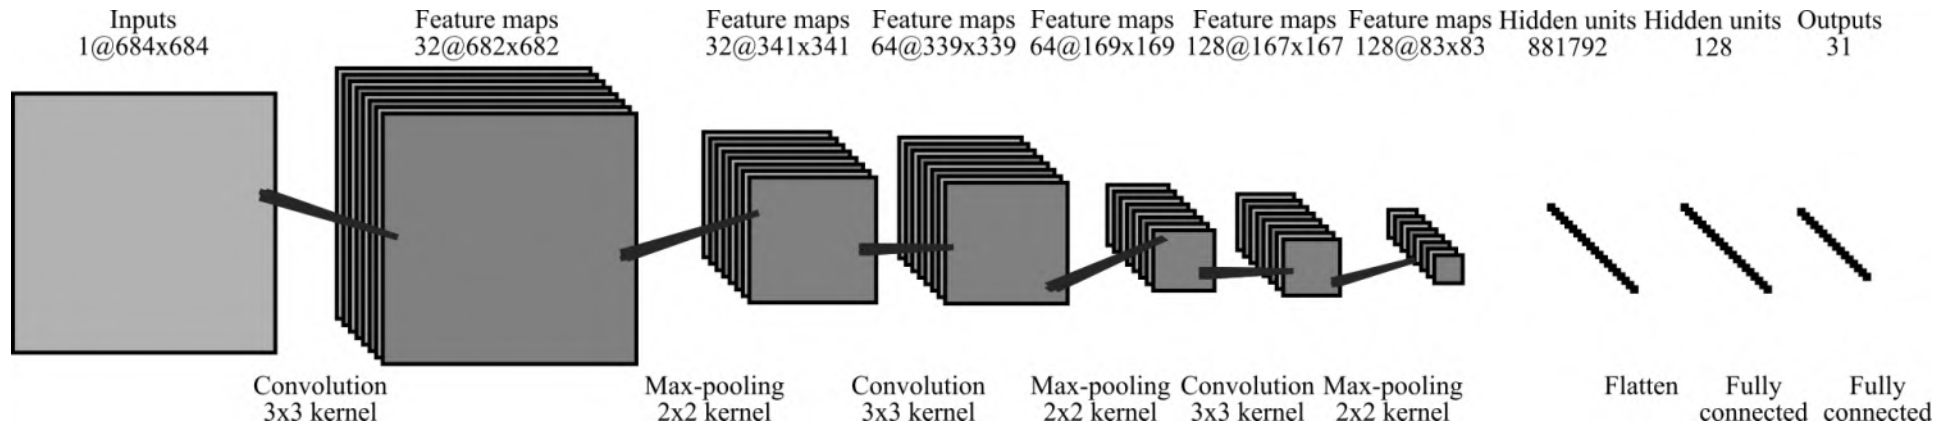 Inputs
1@684x684
Feature maps
32@682x682
Feature maps
32@341x341
Feature maps
64@339x339
Feature maps
64@169x169
Feature maps
128@167x167
Feature maps
128@83x83
Hidden units
881792
Hidden units
128
Outputs
31
Convolution
3x3 kernel
Max-pooling
2x2 kernel
Convolution
3x3 kernel
Max-pooling
2x2 kernel
Convolution
3x3 kernel
Max-pooling
2x2 kernel
Flatten
Fully
connected
Fully
connected